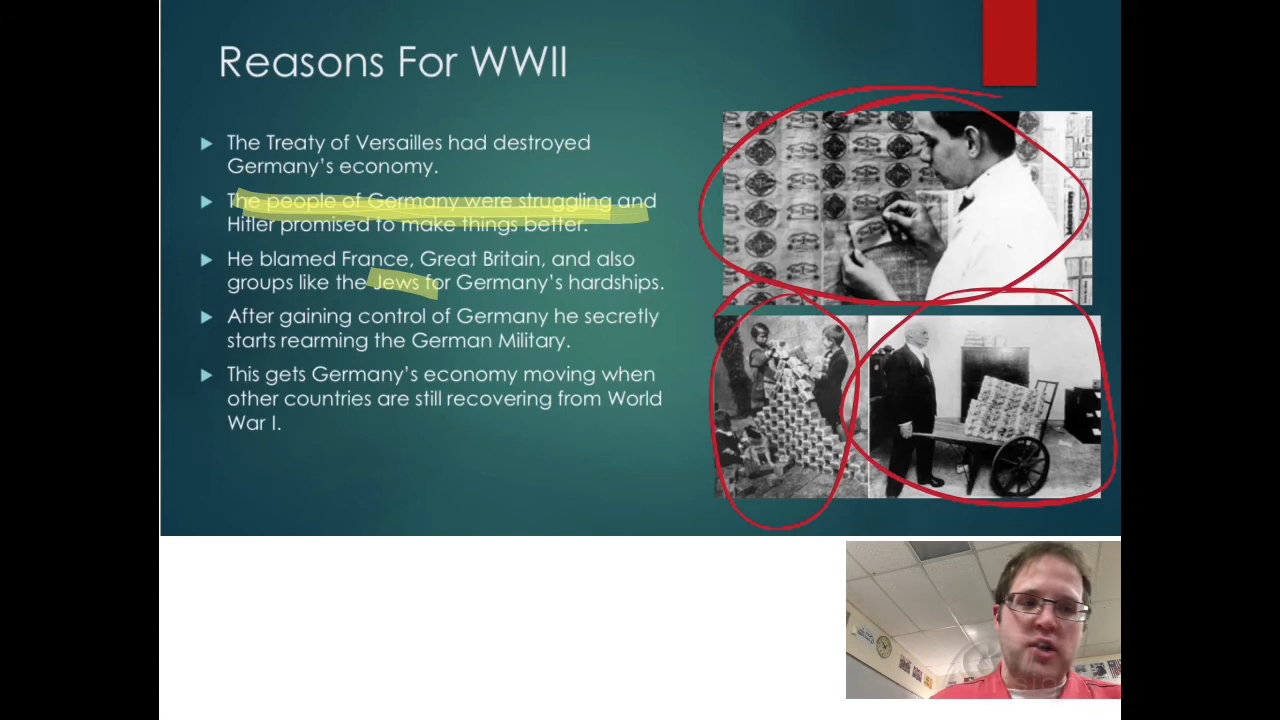 Reasons For WWII
The Treaty of Versailles had destroyed
Germany's economy.
The people of Germany were struggling and
Hitler promised to make things better.
He blamed France, Great Britain, and also
groups like the Jews for Germany's hardships.
After gaining control of Germany he secretly
starts rearming the German Military.
This gets Germany's economy moving when
other countries are still recovering from World
War I.